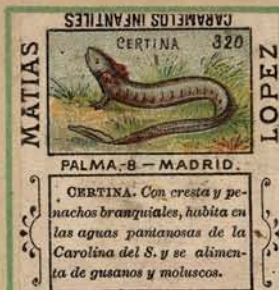 CARAMELOS INFANTILES
MATIAS
LOPEZ
CERTINA 320
PALMA,-8-MADRID.
CERTINA. Con cresta y pe-
nachos branquiales, habita en
las aguas pantanosas de la
Carolina del S. y se alimen-
ta de gusanos y moluscos.